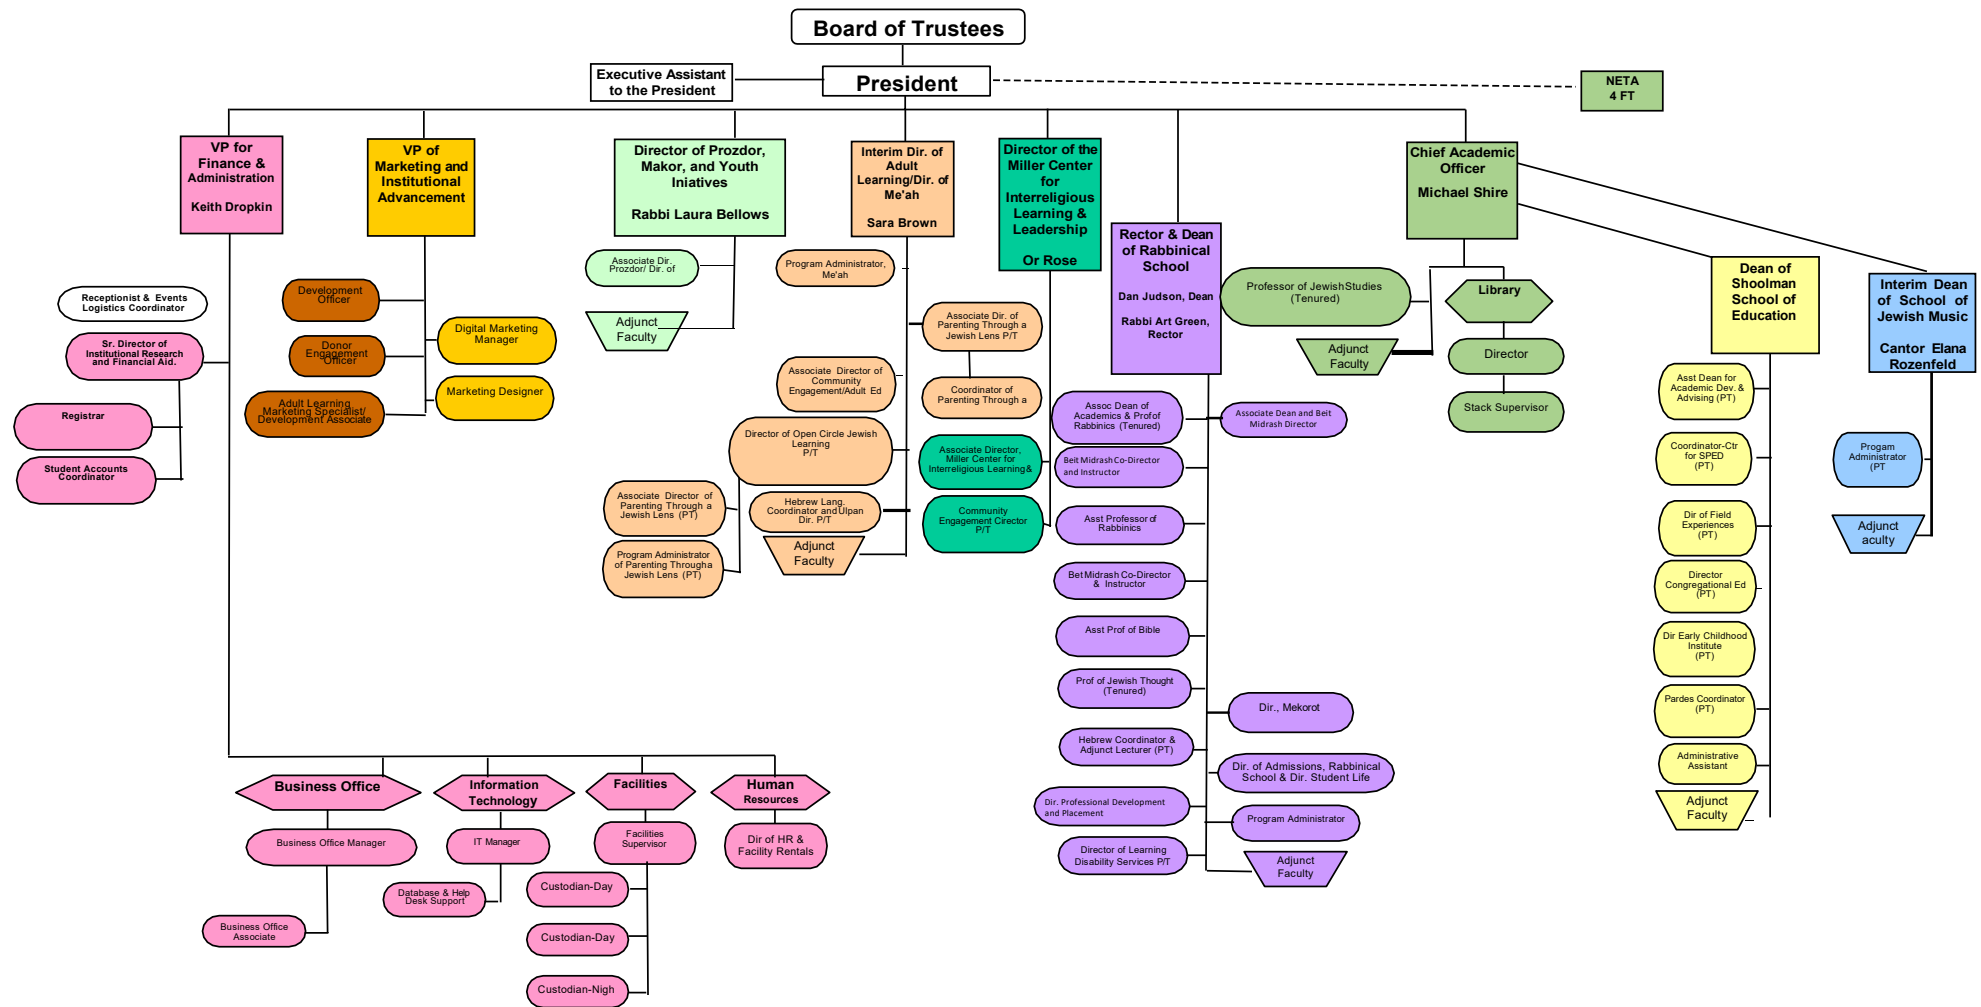 Board of Trustees
Executive Assistant
to the President
President
NETA
4 FT
VP for
Finance &
Administration
Keith Dropkin
VP of
Marketing and
Institutional
Advancement
Director of Prozdor,
Makor, and Youth
Iniatives
Rabbi Laura Bellows
Interim Dir. of
Adult
Learning/Dir. of
Me'ah
Sara Brown
Director of the
Miller Center
for
Interreligious
Learning &
Leadership
Or Rose
Rector & Dean
of Rabbinical
School
Dan Judson, Dean
Rabbi Art Green,
Rector
Chief Academic
Officer
Michael Shire
Dean of
Shoolman
School of
Education
Interim Dean
of School of
Jewish Music
Cantor Elana
Rozenfeld
Receptionist & Events
Logistics Coordinator
Sr. Director of
Institutional Research
and Financial Aid.
Registrar
Student Accounts
Coordinator
Development
Officer
Donor
Engagement
Officer
Adult Learning
Marketing Specialist/
Development Associate
Digital Marketing
Manager
Marketing Designer
Associate Dir.
Prozdor/ Dir. of
Adjunct
Faculty
Program Administrator,
Me'ah
Associate Dir. of
Parenting Through a
Jewish Lens P/T
Associate Director of
Community
Engagement/Adult Ed
Coordinator of
Parenting Through a
Director of Open Circle Jewish
Learning
P/T
Associate Director of
Parenting Through a
Jewish Lens (PT)
Program Administrator
of Parenting Through a
Jewish Lens (PT)
Hebrew Lang.
Coordinator and Ulpan
Dir. P/T
Adjunct
Faculty
Associate Director,
Miller Center for
Interreligious Learning &
Community
Engagement Cirector
P/T
Assoc Dean of
Academics & Prof of
Rabbinics (Tenured)
Associate Dean and Beit
Midrash Director
Beit Midrash Co-Director
and Instructor
Asst Professor of
Rabbinics
Bet Midrash Co-Director
& Instructor
Asst Prof of Bible
Prof of Jewish Thought
(Tenured)
Dir., Mekorot
Hebrew Coordinator &
Adjunct Lecturer (PT)
Dir. of Admissions, Rabbinical
School & Dir. Student Life
Dir. Professional Development
and Placement
Program Administrator
Director of Learning
Disability Services P/T
Adjunct
Faculty
Professor of Jewish Studies
(Tenured)
Adjunct
Faculty
Library
Director
Stack Supervisor
Asst Dean for
Academic Dev. &
Advising (PT)
Coordinator-Ctr
for SPED
(PT)
Dir of Field
Experiences
(PT)
Director
Congregational Ed
(PT)
Dir Early Childhood
Institute
(PT)
Pardes Coordinator
(PT)
Administrative
Assistant
Adjunct
Faculty
Progam
Administrator
(PT
Adjunct
aculty
Business Office
Business Office Manager
Business Office
Associate
Information
Technology
IT Manager
Database & Help
Desk Support
Facilities
Facilities
Supervisor
Custodian-Day
Custodian-Day
Custodian-Nigh
Human
Resources
Dir of HR &
Facility Rentals